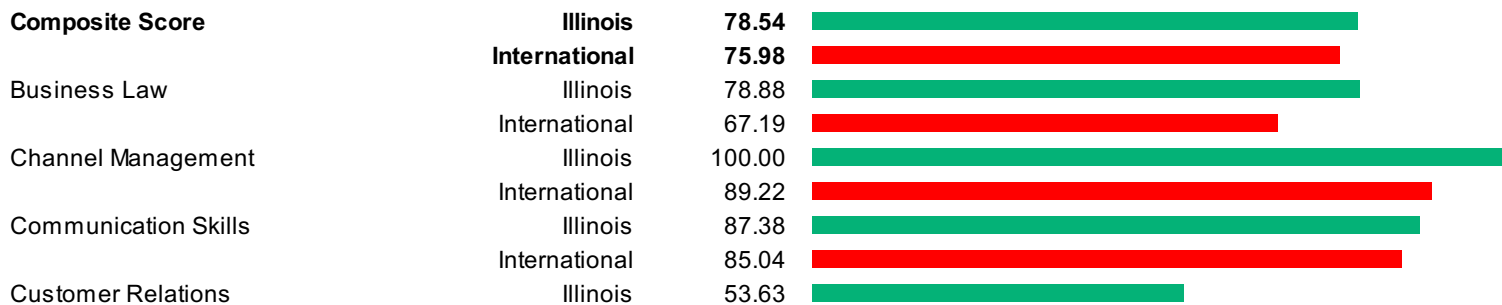 Composite Score Illinois 78.54
International 75.98
Business Law Illinois 78.88
International 67.19
Channel Management Illinois 100.00
International 89.22
Communication Skills Illinois 87.38
International 85.04
Customer Relations Illinois 53.63